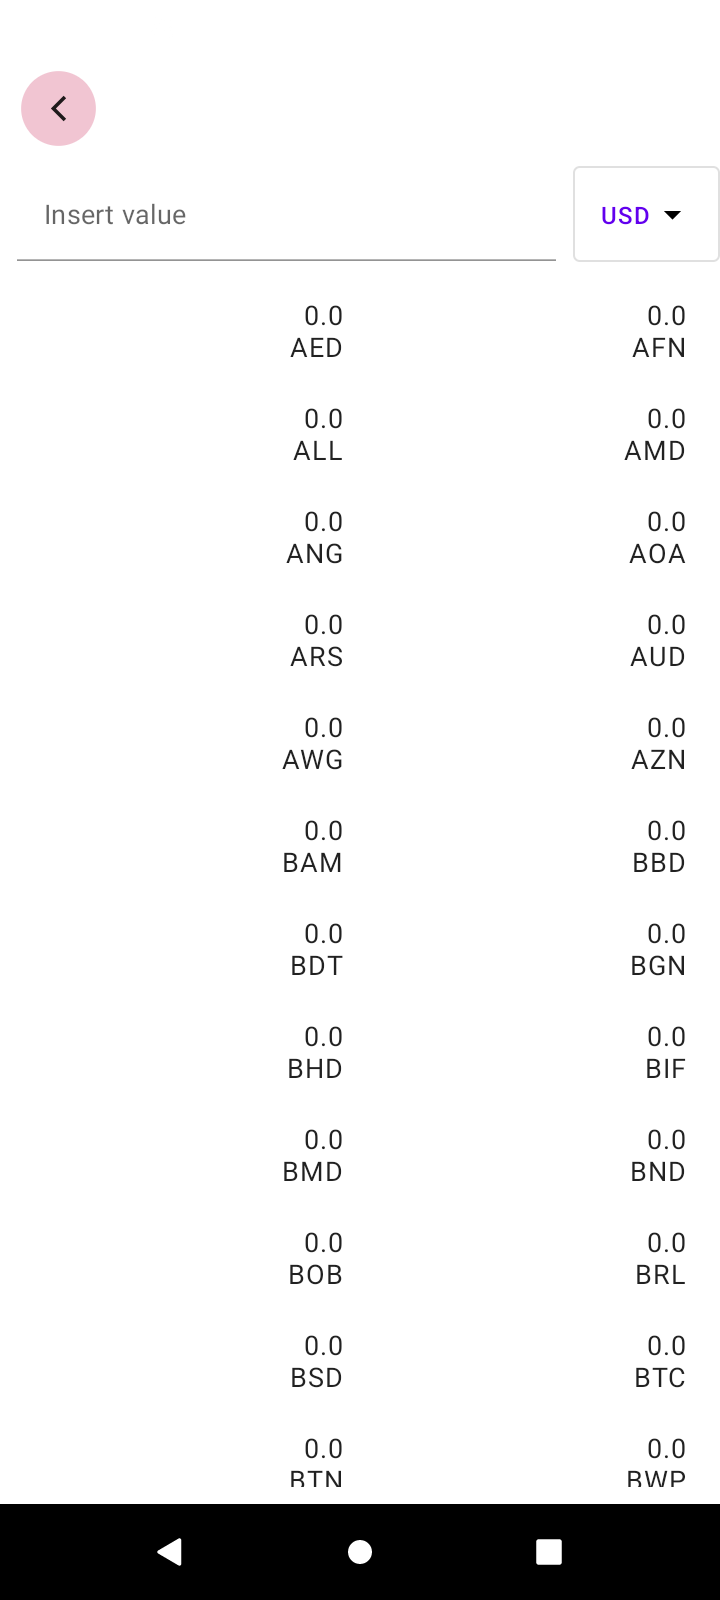 Insert value
USD
0.0 0.0
AED AFN
0.0 0.0
ALL AMD
0.0 0.0
ANG AOA
0.0 0.0
ARS AUD
0.0 0.0
AWG AZN
0.0 0.0
BAM BBD
0.0 0.0
BDT BGN
0.0 0.0
BHD BIF
0.0 0.0
BMD BND
0.0 0.0
BOB BRL
0.0 0.0
BSD BTC
0.0 0.0
BTN BWP